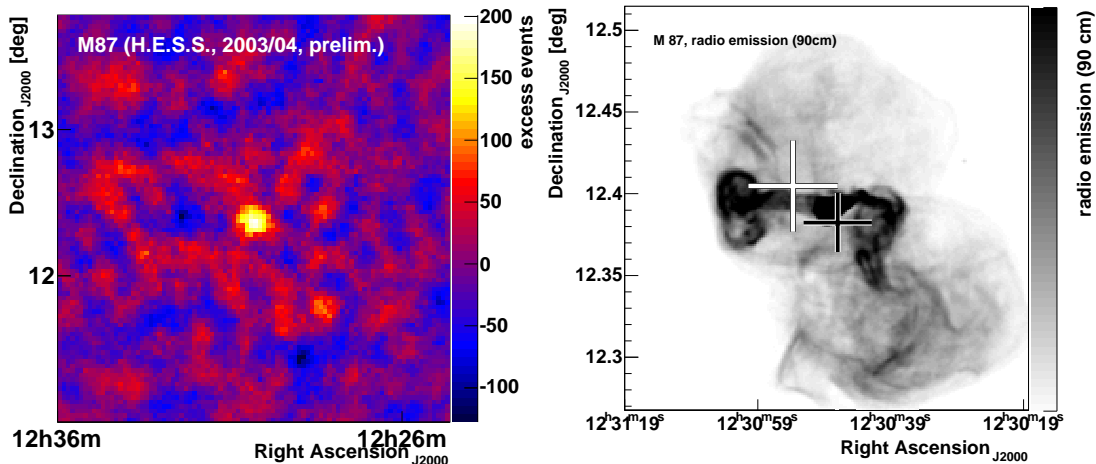 M87 (H.E.S.S., 2003/04, prelim.)
Declination J2000 [deg]
13
12
12h36m
12h26m
Right Ascension J2000
200
150
100
50
0
-50
-100
excess events
M 87, radio emission (90cm)
Declination J2000 [deg]
12.5
12.45
12.4
12.35
12.3
12h31m19s
12h30m59s
12h30m39s
12h30m19s
Right Ascension J2000
radio emission (90 cm)